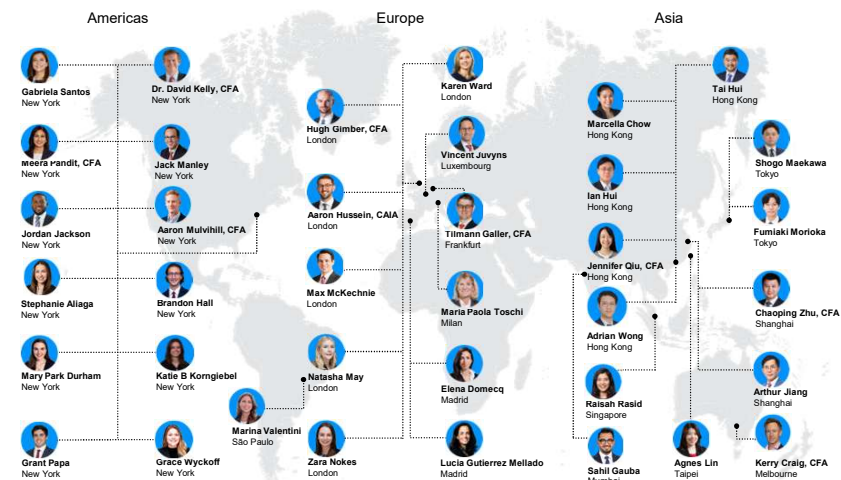 Americas
Europe
Asia
Gabriela Santos
New York
Dr. David Kelly, CFA
New York
Meera Pandit, CFA
New York
Jack Manley
New York
Jordan Jackson
New York
Aaron Mulvihill, CFA
New York
Stephanie Aliaga
New York
Brandon Hall
New York
Mary Park Durham
New York
Katie B Korngiebel
New York
Marina Valentini
São Paulo
Grant Papa
New York
Grace Wyckoff
New York
Karen Ward
London
Hugh Gimber, CFA
London
Vincent Juvyns
Luxembourg
Aaron Hussein, CAIA
London
Tilmann Galler, CFA
Frankfurt
Max McKechnie
London
Maria Paola Toschi
Milan
Natasha May
London
Elena Domecq
Madrid
Zara Nokes
London
Lucia Gutierrez Mellado
Madrid
Tai Hui
Hong Kong
Marcella Chow
Hong Kong
Shogo Maekawa
Tokyo
Ian Hui
Hong Kong
Fumiaki Morioka
Tokyo
Jennifer Qiu, CFA
Hong Kong
Chaoping Zhu, CFA
Shanghai
Adrian Wong
Hong Kong
Arthur Jiang
Shanghai
Raisah Rasid
Singapore
Sahil Gauba
Mumbai
Agnes Lin
Taipei
Kerry Craig, CFA
Melbourne